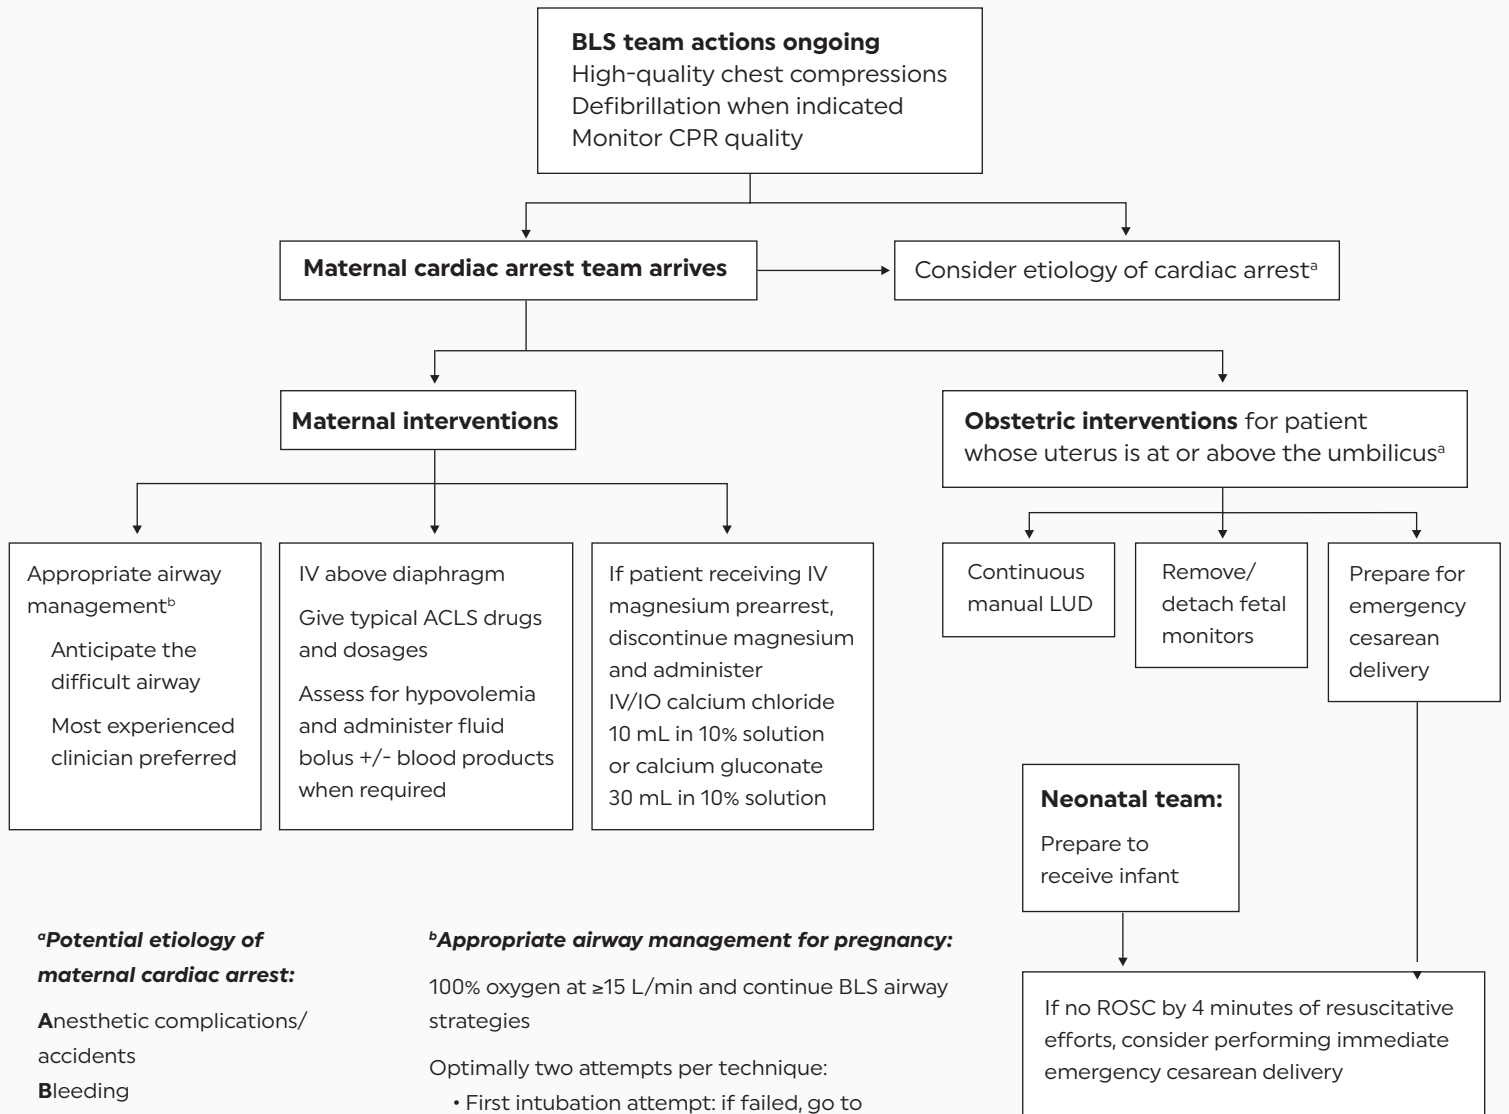 BLS team actions ongoing
High-quality chest compressions
Defibrillation when indicated
Monitor CPR quality
Maternal cardiac arrest team arrives
Consider etiology of cardiac arrestᵃ
Maternal interventions
Obstetric interventions for patient
whose uterus is at or above the umbilicusᵃ
Appropriate airway
managementᵇ
Anticipate the
difficult airway
Most experienced
clinician preferred
IV above diaphragm
Give typical ACLS drugs
and dosages
Assess for hypovolemia
and administer fluid
bolus +/- blood products
when required
If patient receiving IV
magnesium prearrest,
discontinue magnesium
and administer
IV/IO calcium chloride
10 mL in 10% solution
or calcium gluconate
30 mL in 10% solution
Continuous
manual LUD
Remove/
detach fetal
monitors
Prepare for
emergency
cesarean
delivery
Neonatal team:
Prepare to
receive infant
If no ROSC by 4 minutes of resuscitative
efforts, consider performing immediate
emergency cesarean delivery
ᵃPotential etiology of
maternal cardiac arrest:
Anesthetic complications/
accidents
Bleeding
ᵇAppropriate airway management for pregnancy:
100% oxygen at ≥15 L/min and continue BLS airway
strategies
Optimally two attempts per technique:
• First intubation attempt: if failed, go to